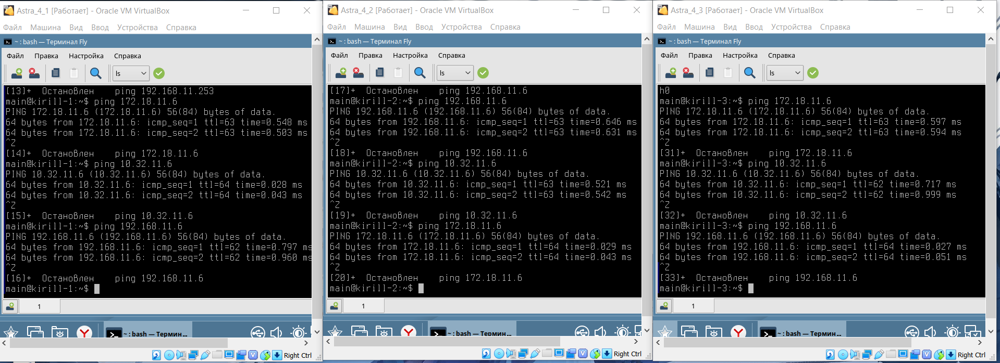 Astra_4_1 [Работает] - Oracle VM VirtualBox
Файл Машина Вид Ввод Устройства Справка
~ : bash — Терминал Fly
Файл Правка Настройка Справка
ls
[13]+  Остановлен    ping 192.168.11.253
main@kirill-1:~$ ping 172.18.11.6
PING 172.18.11.6 (172.18.11.6) 56(84) bytes of data.
64 bytes from 172.18.11.6: icmp_seq=1 ttl=63 time=0.548 ms
64 bytes from 172.18.11.6: icmp_seq=2 ttl=63 time=0.503 ms
^Z
[14]+  Остановлен    ping 172.18.11.6
main@kirill-1:~$ ping 10.32.11.6
PING 10.32.11.6 (10.32.11.6) 56(84) bytes of data.
64 bytes from 10.32.11.6: icmp_seq=1 ttl=64 time=0.028 ms
64 bytes from 10.32.11.6: icmp_seq=2 ttl=64 time=0.043 ms
^Z
[15]+  Остановлен    ping 10.32.11.6
main@kirill-1:~$ ping 192.168.11.6
PING 192.168.11.6 (192.168.11.6) 56(84) bytes of data.
64 bytes from 192.168.11.6: icmp_seq=1 ttl=62 time=0.797 ms
64 bytes from 192.168.11.6: icmp_seq=2 ttl=62 time=0.960 ms
^Z
[16]+  Остановлен    ping 192.168.11.6
main@kirill-1:~$
1
~ : bash — Термин...
Right Ctrl
Astra_4_2 [Работает] - Oracle VM VirtualBox
Файл Машина Вид Ввод Устройства Справка
~ : bash — Терминал Fly
Файл Правка Настройка Справка
ls
[17]+  Остановлен    ping 192.168.11.6
main@kirill-2:~$ ping 192.168.11.6
PING 192.168.11.6 (192.168.11.6) 56(84) bytes of data.
64 bytes from 192.168.11.6: icmp_seq=1 ttl=63 time=0.646 ms
64 bytes from 192.168.11.6: icmp_seq=2 ttl=63 time=0.631 ms
^Z
[18]+  Остановлен    ping 192.168.11.6
main@kirill-2:~$ ping 10.32.11.6
PING 10.32.11.6 (10.32.11.6) 56(84) bytes of data.
64 bytes from 10.32.11.6: icmp_seq=1 ttl=63 time=0.521 ms
64 bytes from 10.32.11.6: icmp_seq=2 ttl=63 time=0.542 ms
^Z
[19]+  Остановлен    ping 10.32.11.6
main@kirill-2:~$ ping 172.18.11.6
PING 172.18.11.6 (172.18.11.6) 56(84) bytes of data.
64 bytes from 172.18.11.6: icmp_seq=1 ttl=64 time=0.029 ms
64 bytes from 172.18.11.6: icmp_seq=2 ttl=64 time=0.043 ms
^Z
[20]+  Остановлен    ping 172.18.11.6
main@kirill-2:~$
1
~ : bash — Термин...
Right Ctrl
Astra_4_3 [Работает] - Oracle VM VirtualBox
Файл Машина Вид Ввод Устройства Справка
~ : bash — Терминал Fly
Файл Правка Настройка Справка
ls
h0
main@kirill-3:~$ ping 172.18.11.6
PING 172.18.11.6 (172.18.11.6) 56(84) bytes of data.
64 bytes from 172.18.11.6: icmp_seq=1 ttl=63 time=0.597 ms
64 bytes from 172.18.11.6: icmp_seq=2 ttl=63 time=0.594 ms
^Z
[31]+  Остановлен    ping 172.18.11.6
main@kirill-3:~$ ping 10.32.11.6
PING 10.32.11.6 (10.32.11.6) 56(84) bytes of data.
64 bytes from 10.32.11.6: icmp_seq=1 ttl=62 time=0.717 ms
64 bytes from 10.32.11.6: icmp_seq=2 ttl=62 time=0.999 ms
^Z
[32]+  Остановлен    ping 10.32.11.6
main@kirill-3:~$ ping 192.168.11.6
PING 192.168.11.6 (192.168.11.6) 56(84) bytes of data.
64 bytes from 192.168.11.6: icmp_seq=1 ttl=64 time=0.027 ms
64 bytes from 192.168.11.6: icmp_seq=2 ttl=64 time=0.051 ms
^Z
[33]+  Остановлен    ping 192.168.11.6
main@kirill-3:~$
1
~ : bash — Термин...
Right Ctrl